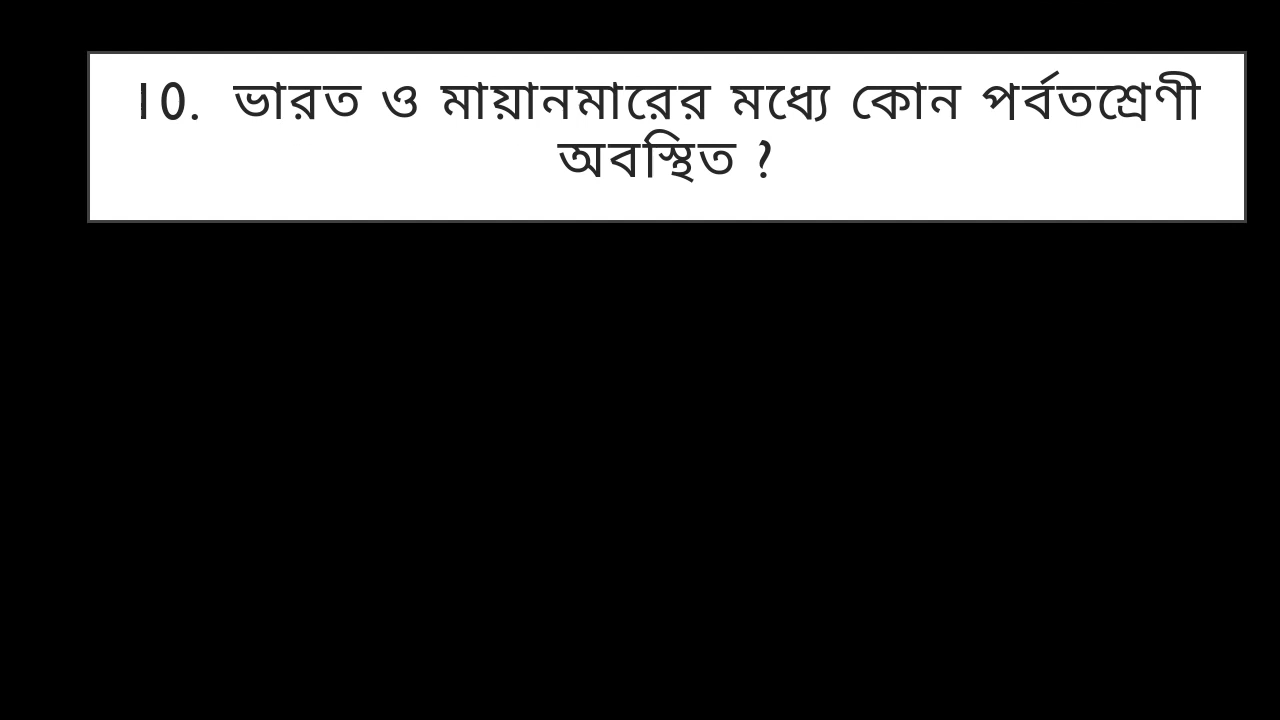 10. ভারত ও মায়ানমারের মধ্যে কোন পর্বতশ্রেণী
অবস্থিত ?